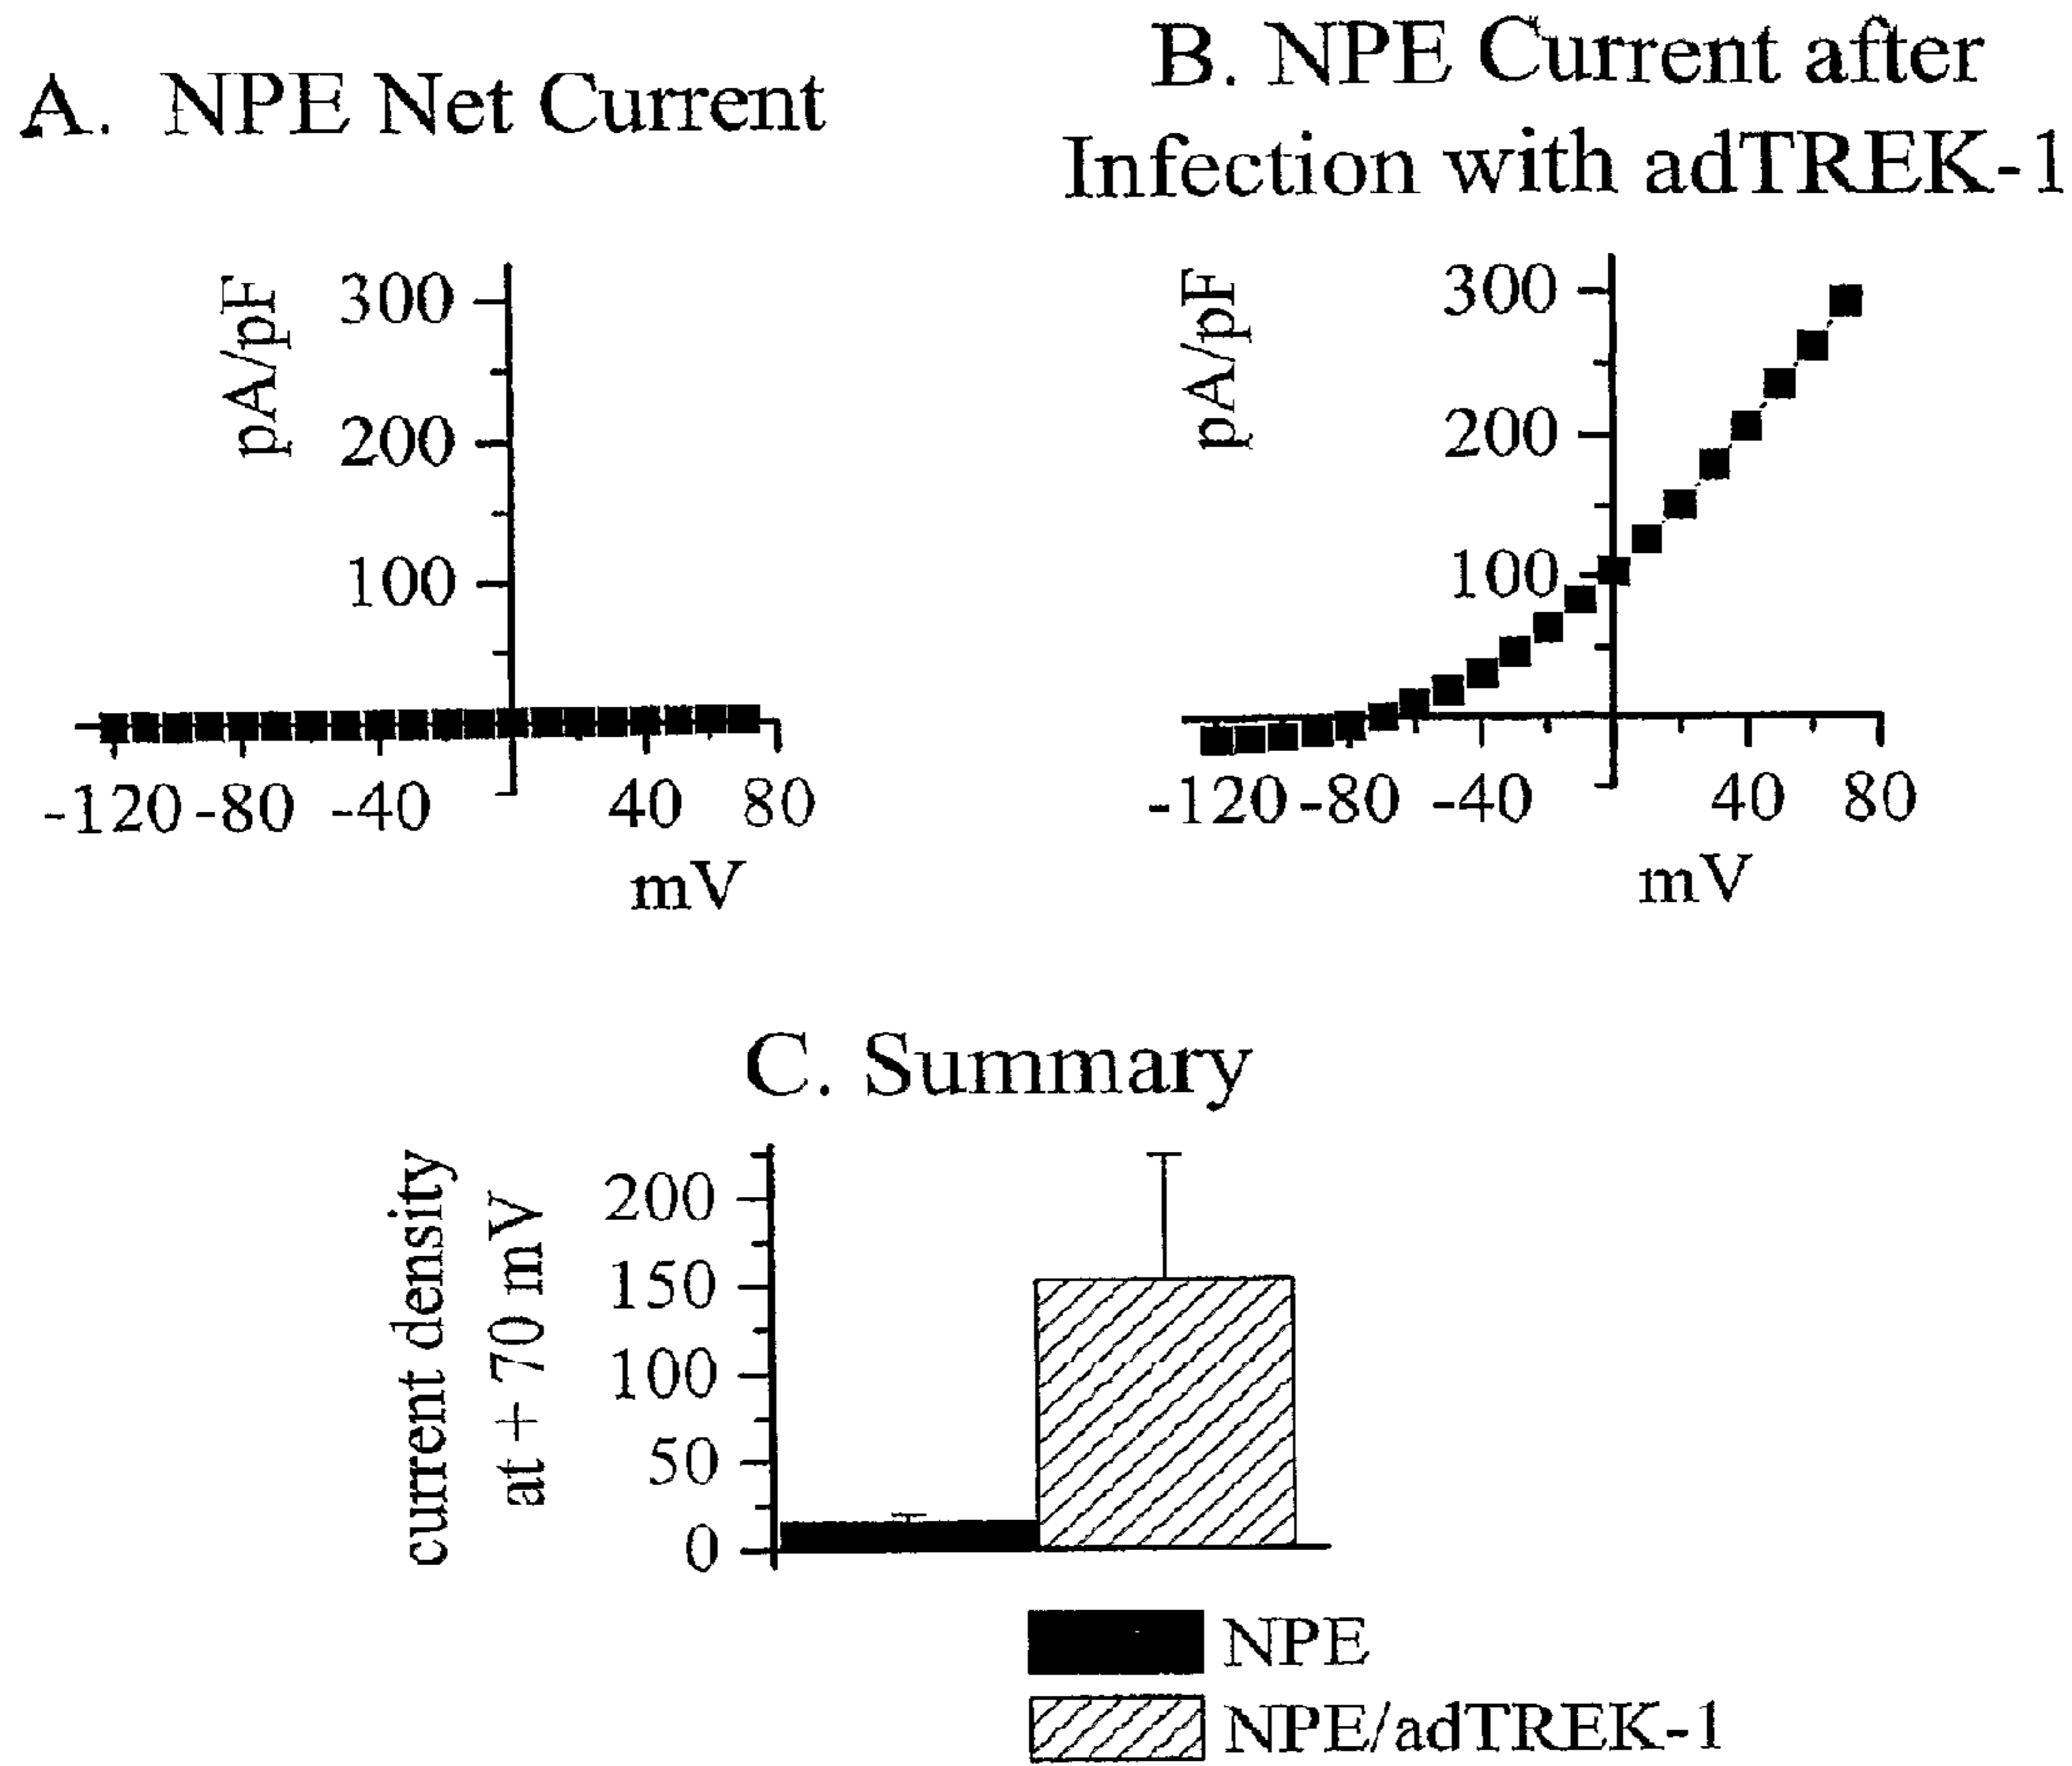 A. NPE Net Current
B. NPE Current after
Infection with adTREK-1
pA/pF
300
200
100
-120 -80 -40 40 80
mV
pA/pF
300
200
100
-120 -80 -40 40 80
mV
C. Summary
current density
at + 70 mV
200
150
100
50
0
NPE
NPE/adTREK-1